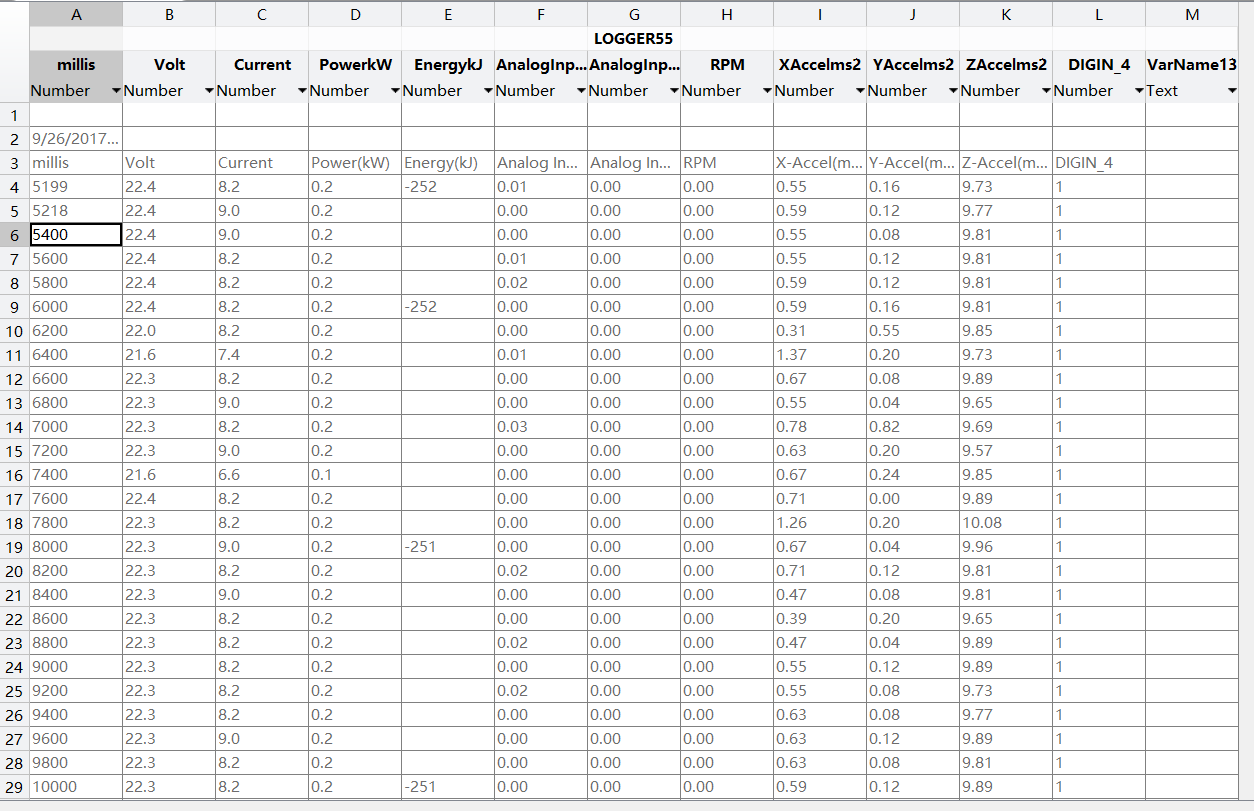 A B C D E F G H I J K L M
LOGGER55
millis Volt Current PowerkW EnergykJ AnalogInp... AnalogInp... RPM XAccelms2 YAccelms2 ZAccelms2 DIGIN_4 VarName13
Number Number Number Number Number Number Number Number Number Number Number Number Text
1
2 9/26/2017...
3 millis Volt Current Power(kW) Energy(kJ) Analog In... Analog In... RPM X-Accel(m... Y-Accel(m... Z-Accel(m... DIGIN_4
4 5199 22.4 8.2 0.2 -252 0.01 0.00 0.00 0.55 0.16 9.73 1
5 5218 22.4 9.0 0.2 0.00 0.00 0.00 0.59 0.12 9.77 1
6 5400 22.4 9.0 0.2 0.00 0.00 0.00 0.55 0.08 9.81 1
7 5600 22.4 8.2 0.2 0.01 0.00 0.00 0.55 0.12 9.81 1
8 5800 22.4 8.2 0.2 0.02 0.00 0.00 0.59 0.12 9.81 1
9 6000 22.4 8.2 0.2 -252 0.00 0.00 0.00 0.59 0.16 9.81 1
10 6200 22.0 8.2 0.2 0.00 0.00 0.00 0.31 0.55 9.85 1
11 6400 21.6 7.4 0.2 0.01 0.00 0.00 1.37 0.20 9.73 1
12 6600 22.3 8.2 0.2 0.00 0.00 0.00 0.67 0.08 9.89 1
13 6800 22.3 9.0 0.2 0.00 0.00 0.00 0.55 0.04 9.65 1
14 7000 22.3 8.2 0.2 0.03 0.00 0.00 0.78 0.82 9.69 1
15 7200 22.3 9.0 0.2 0.00 0.00 0.00 0.63 0.20 9.57 1
16 7400 21.6 6.6 0.1 0.00 0.00 0.00 0.67 0.24 9.85 1
17 7600 22.4 8.2 0.2 0.00 0.00 0.00 0.71 0.00 9.89 1
18 7800 22.3 8.2 0.2 0.00 0.00 0.00 1.26 0.20 10.08 1
19 8000 22.3 9.0 0.2 -251 0.00 0.00 0.00 0.67 0.04 9.96 1
20 8200 22.3 8.2 0.2 0.02 0.00 0.00 0.71 0.12 9.81 1
21 8400 22.3 9.0 0.2 0.00 0.00 0.00 0.47 0.08 9.81 1
22 8600 22.3 8.2 0.2 0.00 0.00 0.00 0.39 0.20 9.65 1
23 8800 22.3 8.2 0.2 0.02 0.00 0.00 0.47 0.04 9.89 1
24 9000 22.3 8.2 0.2 0.00 0.00 0.00 0.55 0.12 9.89 1
25 9200 22.3 8.2 0.2 0.02 0.00 0.00 0.55 0.08 9.73 1
26 9400 22.3 8.2 0.2 0.00 0.00 0.00 0.63 0.08 9.77 1
27 9600 22.3 9.0 0.2 0.00 0.00 0.00 0.63 0.12 9.89 1
28 9800 22.3 8.2 0.2 0.00 0.00 0.00 0.63 0.08 9.81 1
29 10000 22.3 8.2 0.2 -251 0.00 0.00 0.00 0.59 0.12 9.89 1